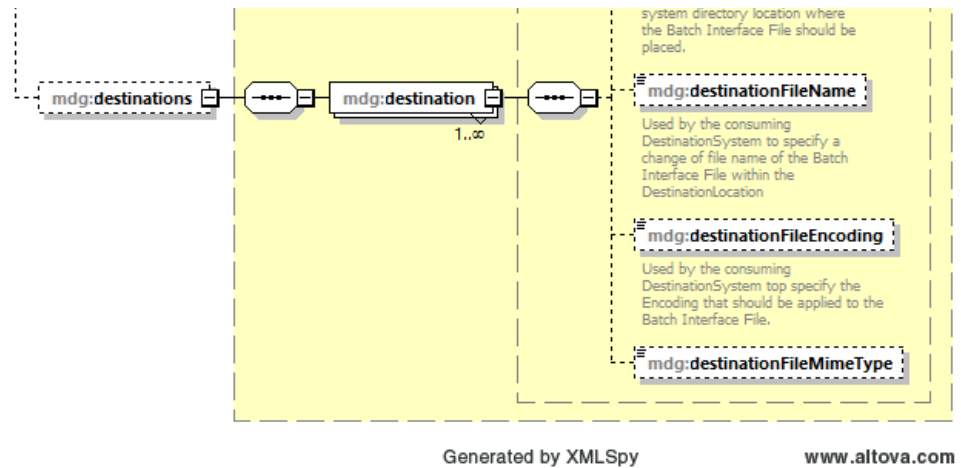 system directory location where
the Batch Interface File should be
placed.
mdg:destinations
mdg:destination
1..∞
mdg:destinationFileName
Used by the consuming
DestinationSystem to specify a
change of file name of the Batch
Interface File within the
DestinationLocation
mdg:destinationFileEncoding
Used by the consuming
DestinationSystem top specify the
Encoding that should be applied to the
Batch Interface File.
mdg:destinationFileMimeType
Generated by XMLSpy
www.altova.com